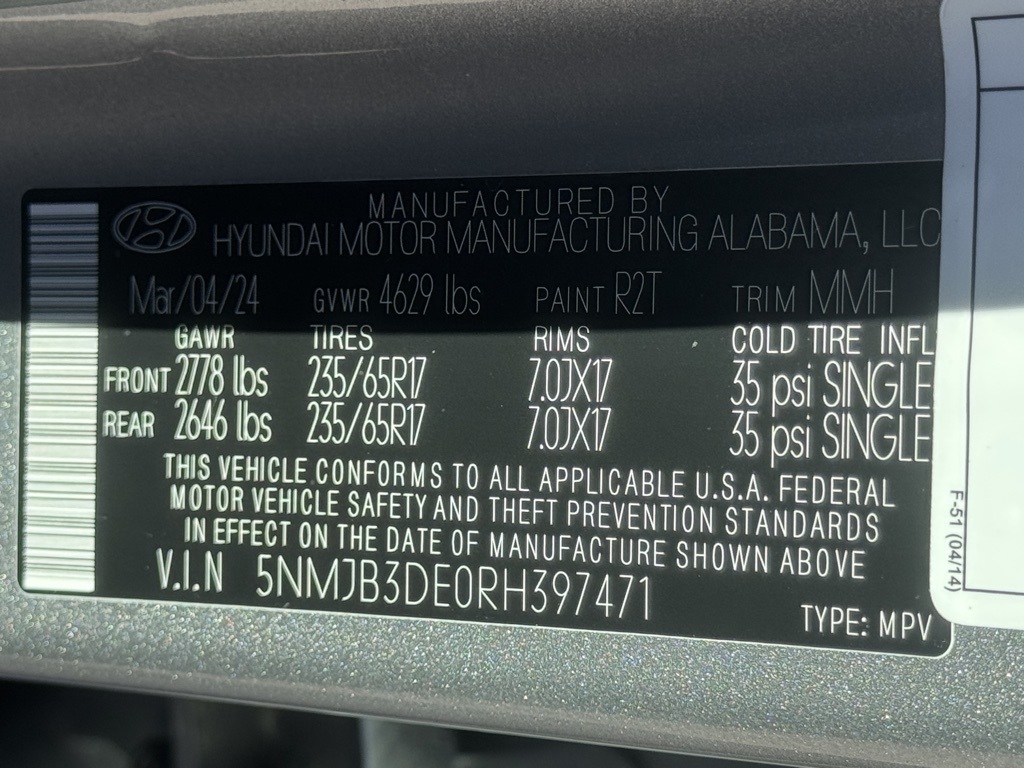 MANUFACTURED BY
HYUNDAI MOTOR MANUFACTURING ALABAMA, LLC
Mar/04/24 GVWR 4629 lbs PAINT R2T TRIM MMH
GAWR TIRES RIMS COLD TIRE INFL
FRONT 2778 lbs 235/65R17 7.0JX17 35 psi SINGLE
REAR 2646 lbs 235/65R17 7.0JX17 35 psi SINGLE
THIS VEHICLE CONFORMS TO ALL APPLICABLE U.S.A. FEDERAL
MOTOR VEHICLE SAFETY AND THEFT PREVENTION STANDARDS
IN EFFECT ON THE DATE OF MANUFACTURE SHOWN ABOVE
V.I.N 5NMJB3DE0RH397471
TYPE: MPV
F-51 (04/14)